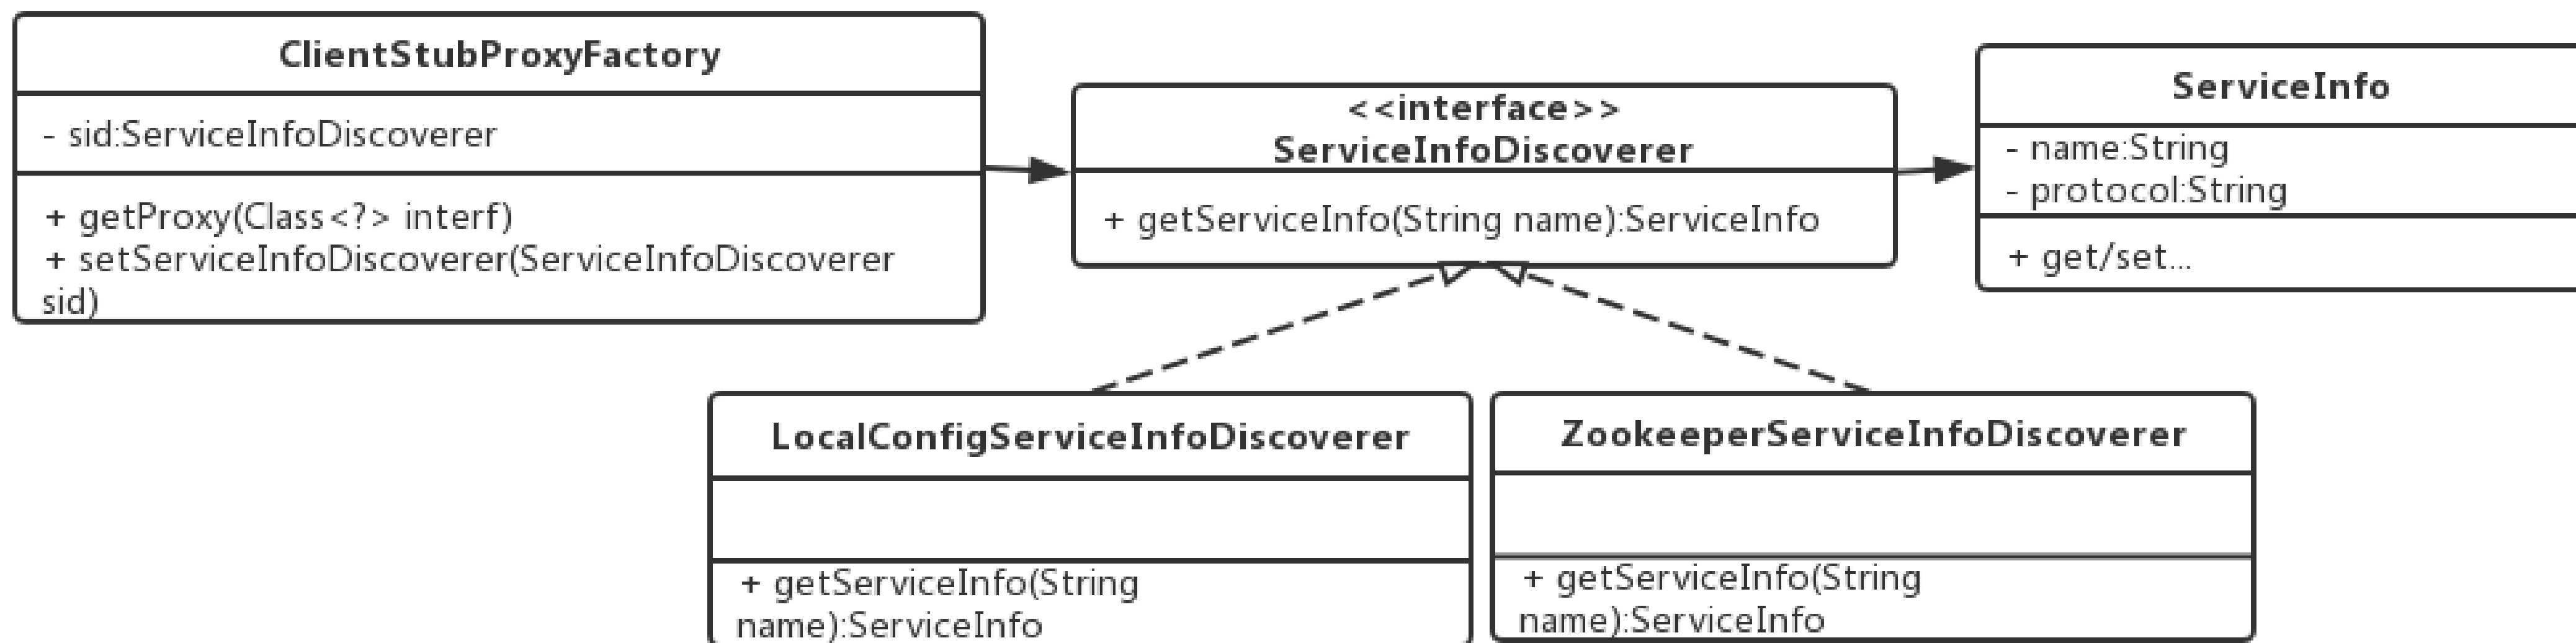 ClientStubProxyFactory
- sid:ServiceInfoDiscoverer
+ getProxy(Class<?> interf)
+ setServiceInfoDiscoverer(ServiceInfoDiscoverer
sid)
<<interface>>
ServiceInfoDiscoverer
+ getServiceInfo(String name):ServiceInfo
ServiceInfo
- name:String
- protocol:String
+ get/set...
LocalConfigServiceInfoDiscoverer
+ getServiceInfo(String
name):ServiceInfo
ZookeeperServiceInfoDiscoverer
+ getServiceInfo(String
name):ServiceInfo